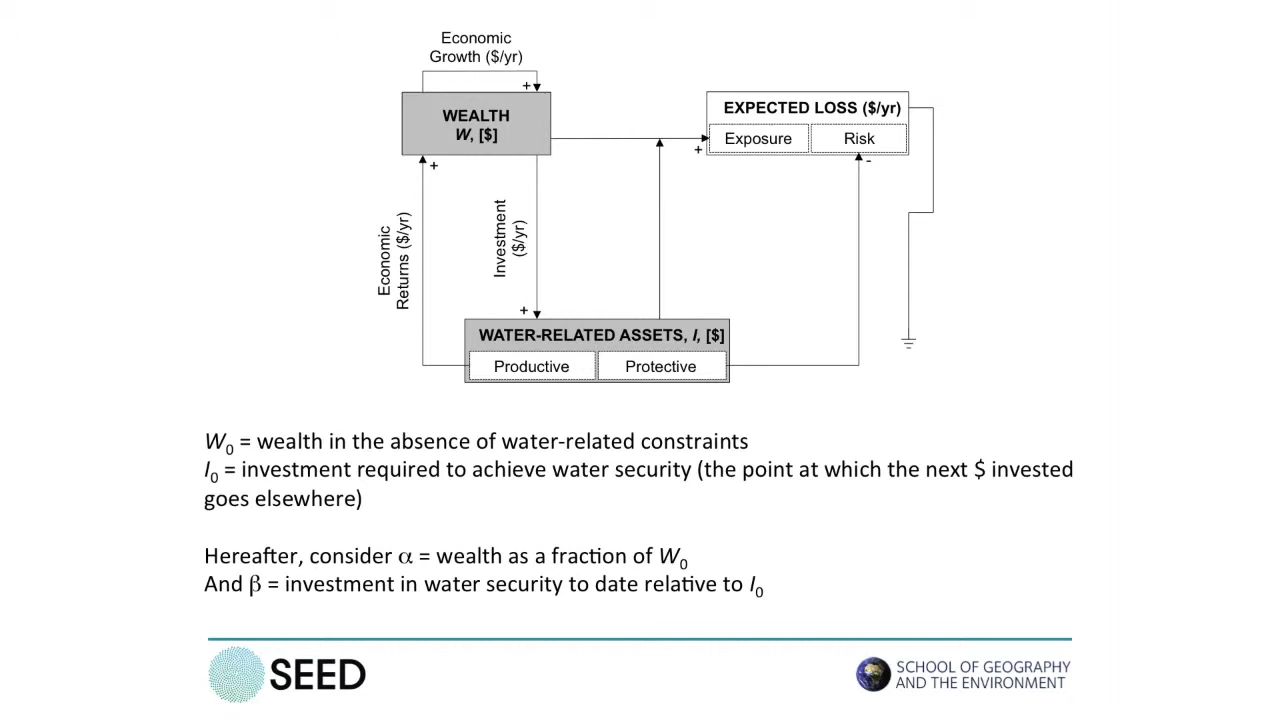 Economic
Growth ($/yr)
+
WEALTH
W, [$]
EXPECTED LOSS ($/yr)
Exposure
Risk
+
+
-
Economic
Returns ($/yr)
Investment
($/yr)
+
WATER-RELATED ASSETS, I, [$]
Productive
Protective
W₀ = wealth in the absence of water-related constraints
I₀ = investment required to achieve water security (the point at which the next $ invested
goes elsewhere)
Hereafter, consider α = wealth as a fraction of W₀
And β = investment in water security to date relative to I₀
SEED
SCHOOL OF GEOGRAPHY
AND THE ENVIRONMENT